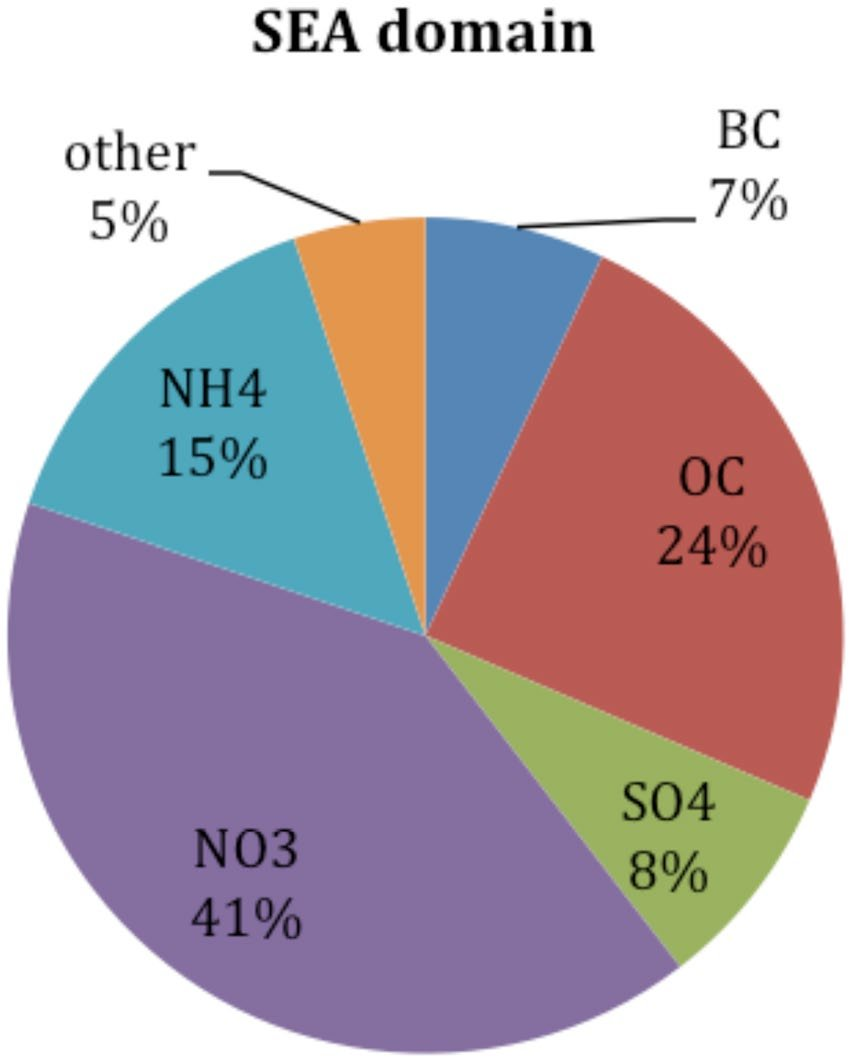 SEA domain
other
5%
BC
7%
NH4
15%
OC
24%
SO4
8%
NO3
41%